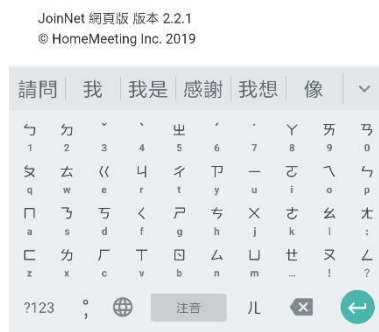 JoinNet 網頁版 版本 2.2.1
© HomeMeeting Inc. 2019
請問 我 我是 感謝 我想 像
ㄅ ㄉ ˇ ˋ ㄓ ˊ ˙ ㄚ ㄞ ㄢ
1 2 3 4 5 6 7 8 9 0
ㄆ ㄊ ㄍ ㄐ ㄔ ㄗ ㄧ ㄛ ㄟ ㄣ
q w e r t y u i o p
ㄇ ㄋ ㄎ ㄑ ㄕ ㄘ ㄨ ㄜ ㄠ ㄤ
a s d f g h j k l :
ㄈ ㄌ ㄏ ㄒ ㄖ ㄙ ㄩ ㄝ ㄡ ㄥ
z x c v b n m … ! ?
?123 注音 ㄦ